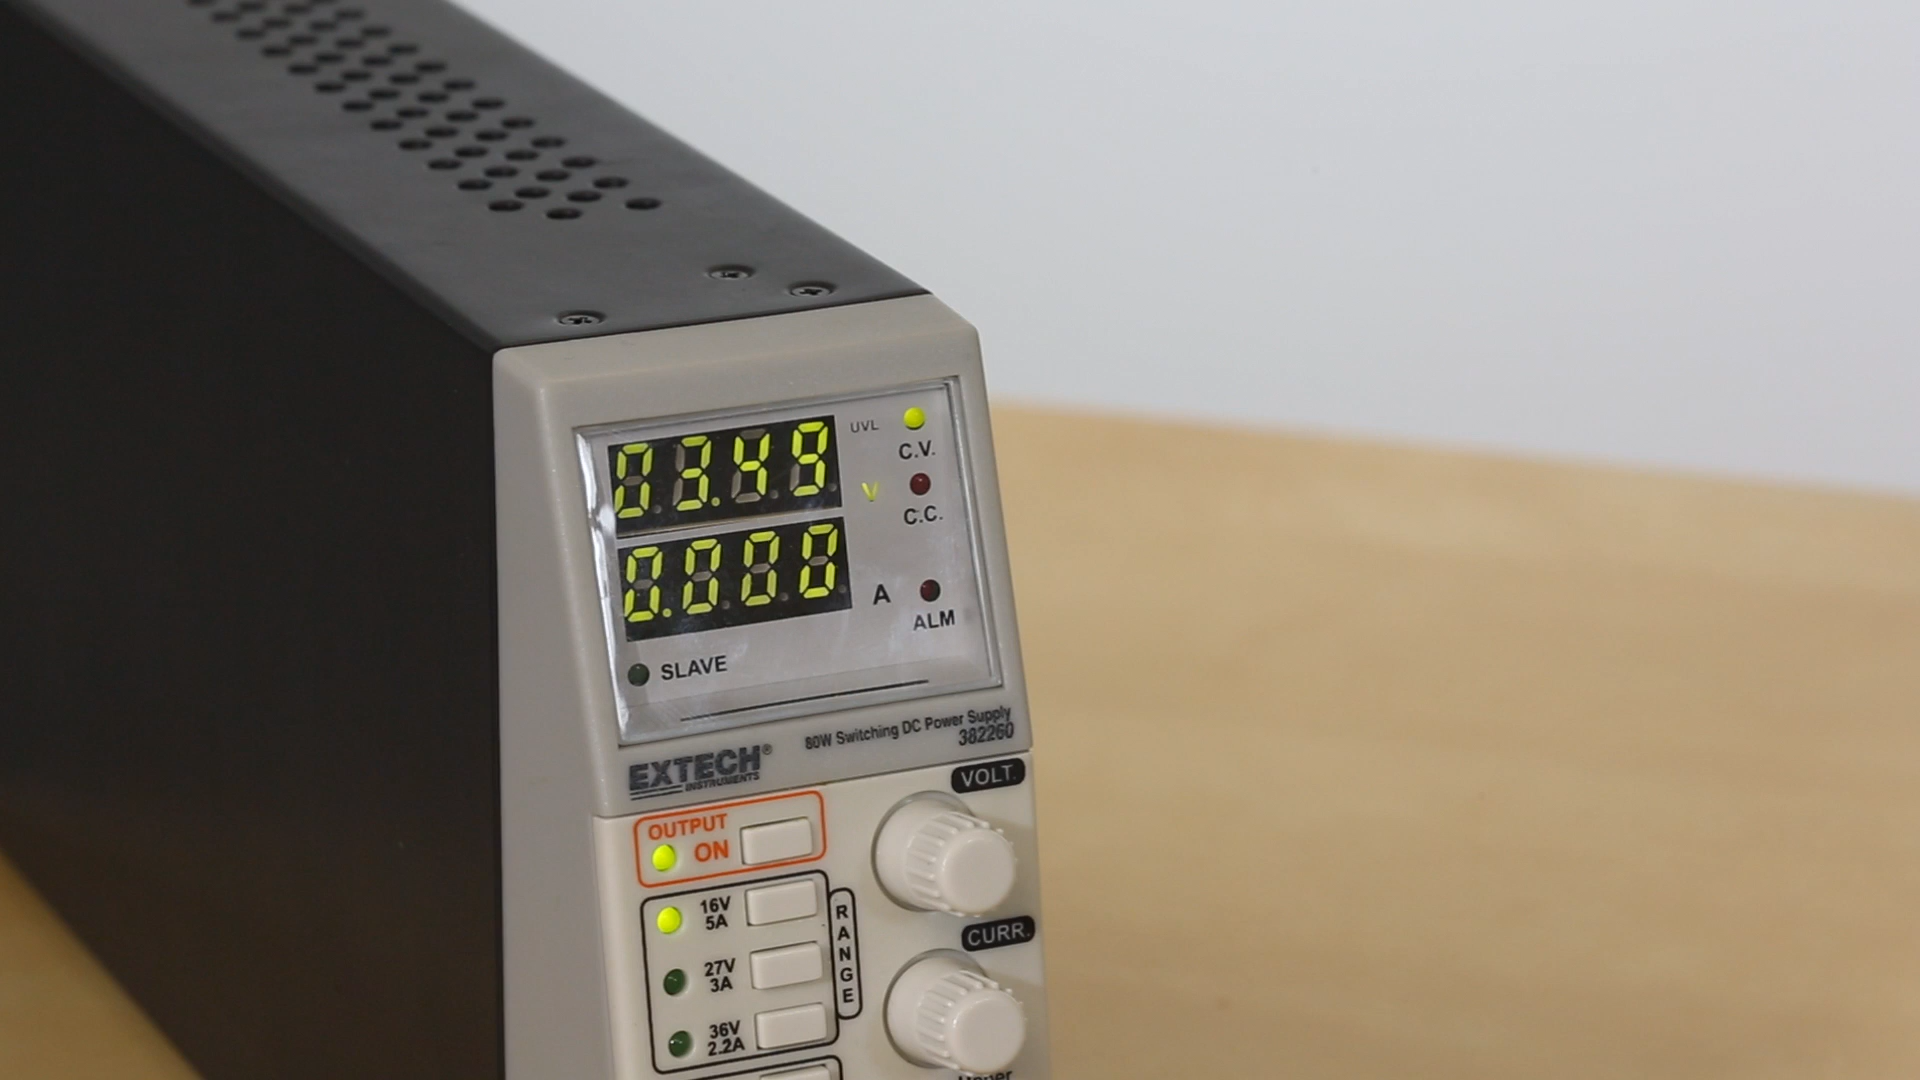 03.49
UVL
C.V.
V
C.C.
0.000
A
ALM
SLAVE
80W Switching DC Power Supply
382260
EXTECH®
INSTRUMENTS
VOLT.
OUTPUT
ON
16V
5A
RANGE
CURR.
27V
3A
36V
2.2A